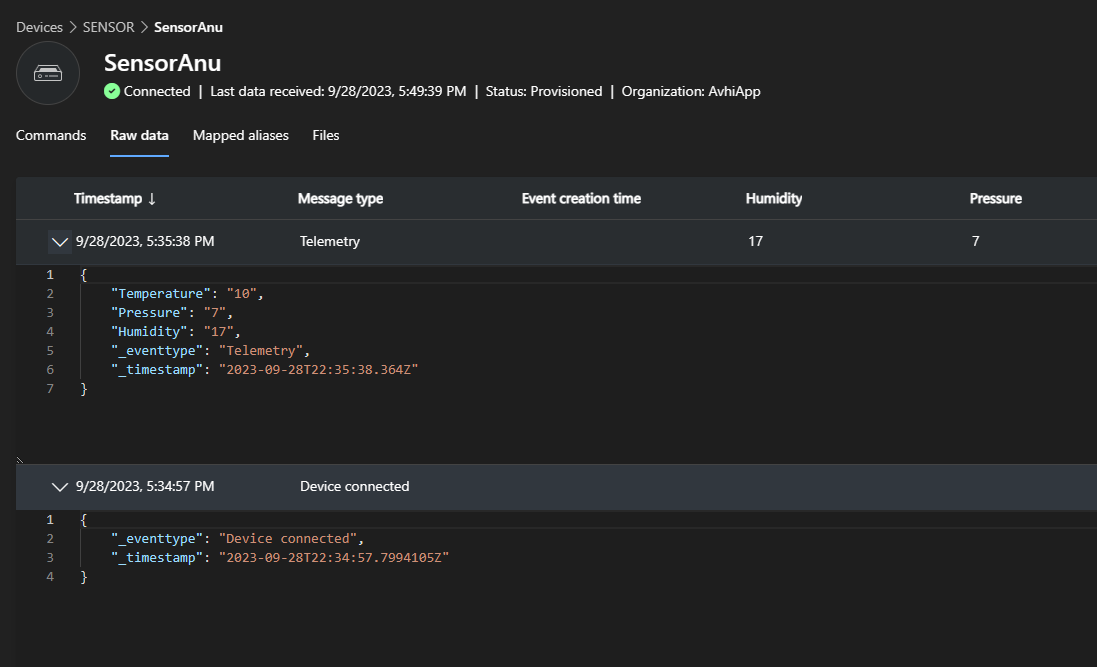 Devices > SENSOR > SensorAnu
SensorAnu
Connected | Last data received: 9/28/2023, 5:49:39 PM | Status: Provisioned | Organization: AvhiApp
Commands Raw data Mapped aliases Files
Timestamp ↓ Message type Event creation time Humidity Pressure
9/28/2023, 5:35:38 PM Telemetry 17 7
1 {
2 "Temperature": "10",
3 "Pressure": "7",
4 "Humidity": "17",
5 "_eventtype": "Telemetry",
6 "_timestamp": "2023-09-28T22:35:38.364Z"
7 }
9/28/2023, 5:34:57 PM Device connected
1 {
2 "_eventtype": "Device connected",
3 "_timestamp": "2023-09-28T22:34:57.7994105Z"
4 }